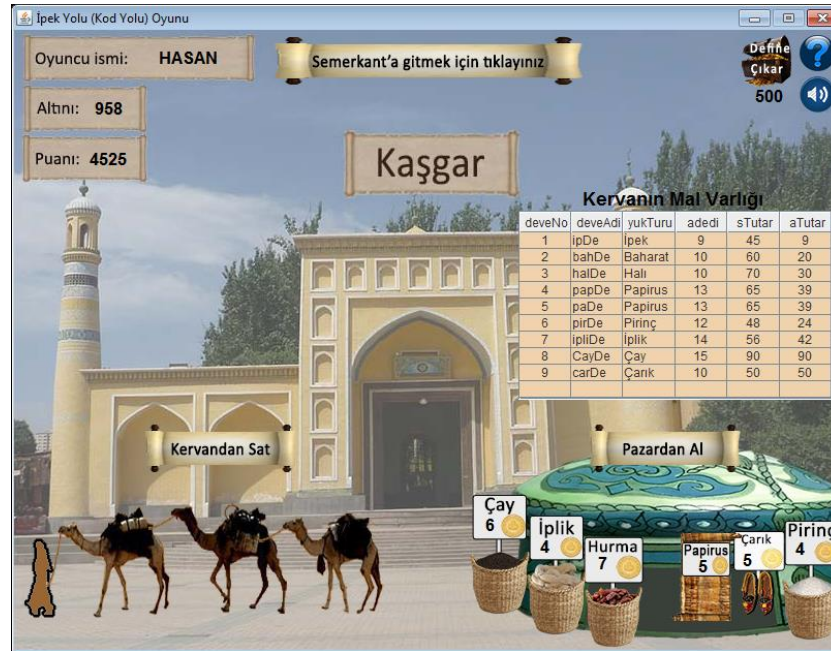 İpek Yolu (Kod Yolu) Oyunu
Oyuncu ismi: HASAN
Semerkant'a gitmek için tıklayınız
Define
Çıkar
500
?
Altını: 958
Puanı: 4525
Kaşgar
Kervanın Mal Varlığı
deveNo deveAdi yukTuru adedi sTutar aTutar
1 ipDe İpek 9 45 9
2 bahDe Baharat 10 60 20
3 halDe Halı 10 70 30
4 papDe Papirus 13 65 39
5 paDe Papirus 13 65 39
6 pirDe Pirinç 12 48 24
7 ipliDe İplik 14 56 42
8 CayDe Çay 15 90 90
9 carDe Çarık 10 50 50
Kervandan Sat
Pazardan Al
Çay
6
İplik
4
Hurma
7
Papirus
5
Çarık
5
Pirinç
4